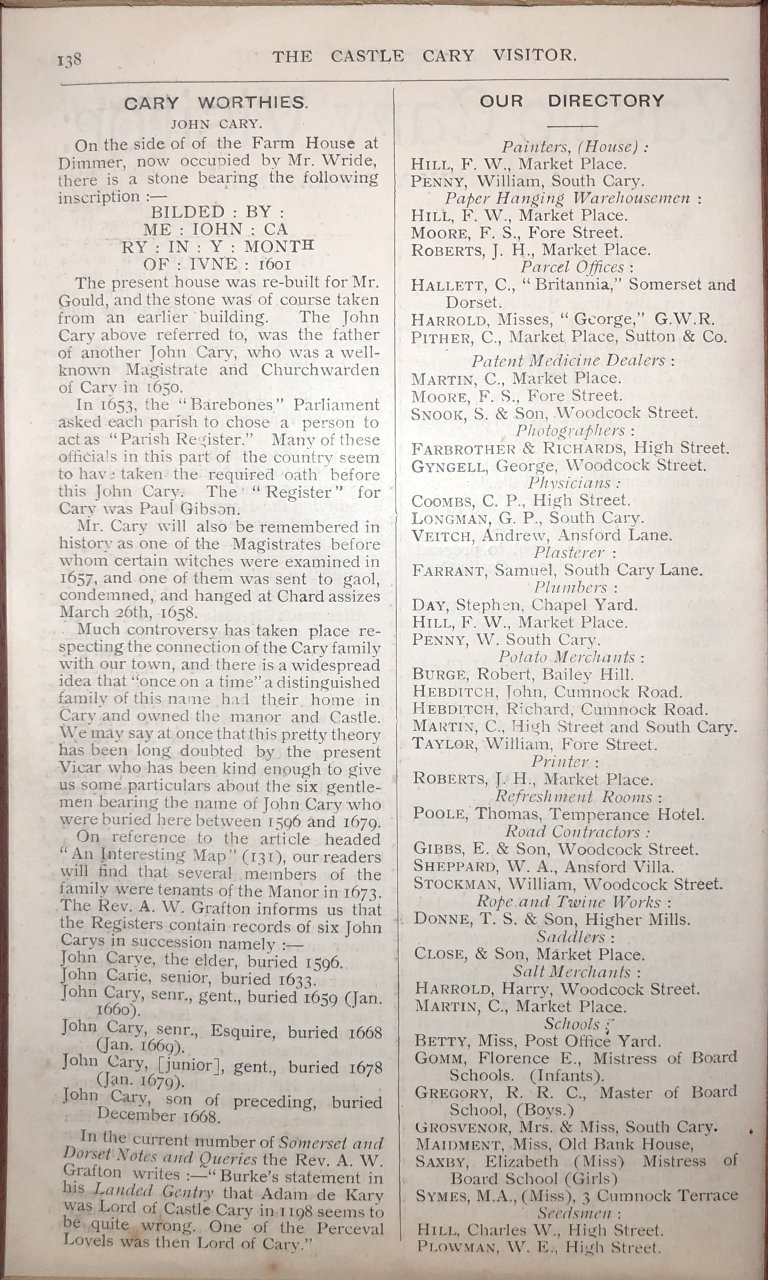 138
THE CASTLE CARY VISITOR.
CARY WORTHIES.
JOHN CARY.
On the side of of the Farm House at
Dimmer, now occupied by Mr. Wride,
there is a stone bearing the following
inscription :—
BILDED : BY :
ME : IOHN : CA
RY : IN : Y : MONTH
OF : IVNE : 1601
The present house was re-built for Mr.
Gould, and the stone was of course taken
from an earlier building. The John
Cary above referred to, was the father
of another John Cary, who was a well-
known Magistrate and Churchwarden
of Cary in 1650.
In 1653, the "Barebones" Parliament
asked each parish to chose a person to
act as "Parish Register." Many of these
officials in this part of the country seem
to have taken the required oath before
this John Cary. The "Register" for
Cary was Paul Gibson.
Mr. Cary will also be remembered in
history as one of the Magistrates before
whom certain witches were examined in
1657, and one of them was sent to gaol,
condemned, and hanged at Chard assizes
March 26th, 1658.
Much controversy has taken place re-
specting the connection of the Cary family
with our town, and there is a widespread
idea that "once on a time" a distinguished
family of this name had their home in
Cary and owned the manor and Castle.
We may say at once that this pretty theory
has been long doubted by the present
Vicar who has been kind enough to give
us some particulars about the six gentle-
men bearing the name of John Cary who
were buried here between 1596 and 1679.
On reference to the article headed
"An Interesting Map" (131), our readers
will find that several members of the
family were tenants of the Manor in 1673.
The Rev. A. W. Grafton informs us that
the Registers contain records of six John
Carys in succession namely :—
John Carye, the elder, buried 1596.
John Carie, senior, buried 1633.
John Cary, senr., gent., buried 1659 (Jan.
1660).
John Cary, senr., Esquire, buried 1668
(Jan. 1669).
John Cary, [junior], gent., buried 1678
(Jan. 1679).
John Cary, son of preceding, buried
December 1668.
In the current number of Somerset and
Dorset Notes and Queries the Rev. A. W.
Grafton writes :—"Burke's statement in
his Landed Gentry that Adam de Kary
was Lord of Castle Cary in 1198 seems to
be quite wrong. One of the Perceval
Lovels was then Lord of Cary."
OUR DIRECTORY
Painters, (House) :
HILL, F. W., Market Place.
PENNY, William, South Cary.
Paper Hanging Warehousemen :
HILL, F. W., Market Place.
MOORE, F. S., Fore Street.
ROBERTS, J. H., Market Place.
Parcel Offices :
HALLETT, C., "Britannia," Somerset and
Dorset.
HARROLD, Misses, "George," G.W.R.
PITHER, C., Market Place, Sutton & Co.
Patent Medicine Dealers :
MARTIN, C., Market Place.
MOORE, F. S., Fore Street.
SNOOK, S. & Son, Woodcock Street.
Photographers :
FARBROTHER & RICHARDS, High Street.
GYNGELL, George, Woodcock Street.
Physicians :
COOMBS, C. P., High Street.
LONGMAN, G. P., South Cary.
VEITCH, Andrew, Ansford Lane.
Plasterer :
FARRANT, Samuel, South Cary Lane.
Plumbers :
DAY, Stephen, Chapel Yard.
HILL, F. W., Market Place.
PENNY, W. South Cary.
Potato Merchants :
BURGE, Robert, Bailey Hill.
HEBDITCH, John, Cumnock Road.
HEBDITCH, Richard, Cumnock Road.
MARTIN, C., High Street and South Cary.
TAYLOR, William, Fore Street.
Printer :
ROBERTS, J. H., Market Place.
Refreshment Rooms :
POOLE, Thomas, Temperance Hotel.
Road Contractors :
GIBBS, E. & Son, Woodcock Street.
SHEPPARD, W. A., Ansford Villa.
STOCKMAN, William, Woodcock Street.
Rope and Twine Works :
DONNE, T. S. & Son, Higher Mills.
Saddlers :
CLOSE, & Son, Market Place.
Salt Merchants :
HARROLD, Harry, Woodcock Street.
MARTIN, C., Market Place.
Schools :
BETTY, Miss, Post Office Yard.
GOMM, Florence E., Mistress of Board
Schools. (Infants).
GREGORY, R. R. C., Master of Board
School, (Boys.)
GROSVENOR, Mrs. & Miss, South Cary.
MAIDMENT, Miss, Old Bank House,
SAXBY, Elizabeth (Miss) Mistress of
Board School (Girls)
SYMES, M.A., (Miss), 3 Cumnock Terrace
Seedsmen :
HILL, Charles W., High Street.
PLOWMAN, W. E., High Street.